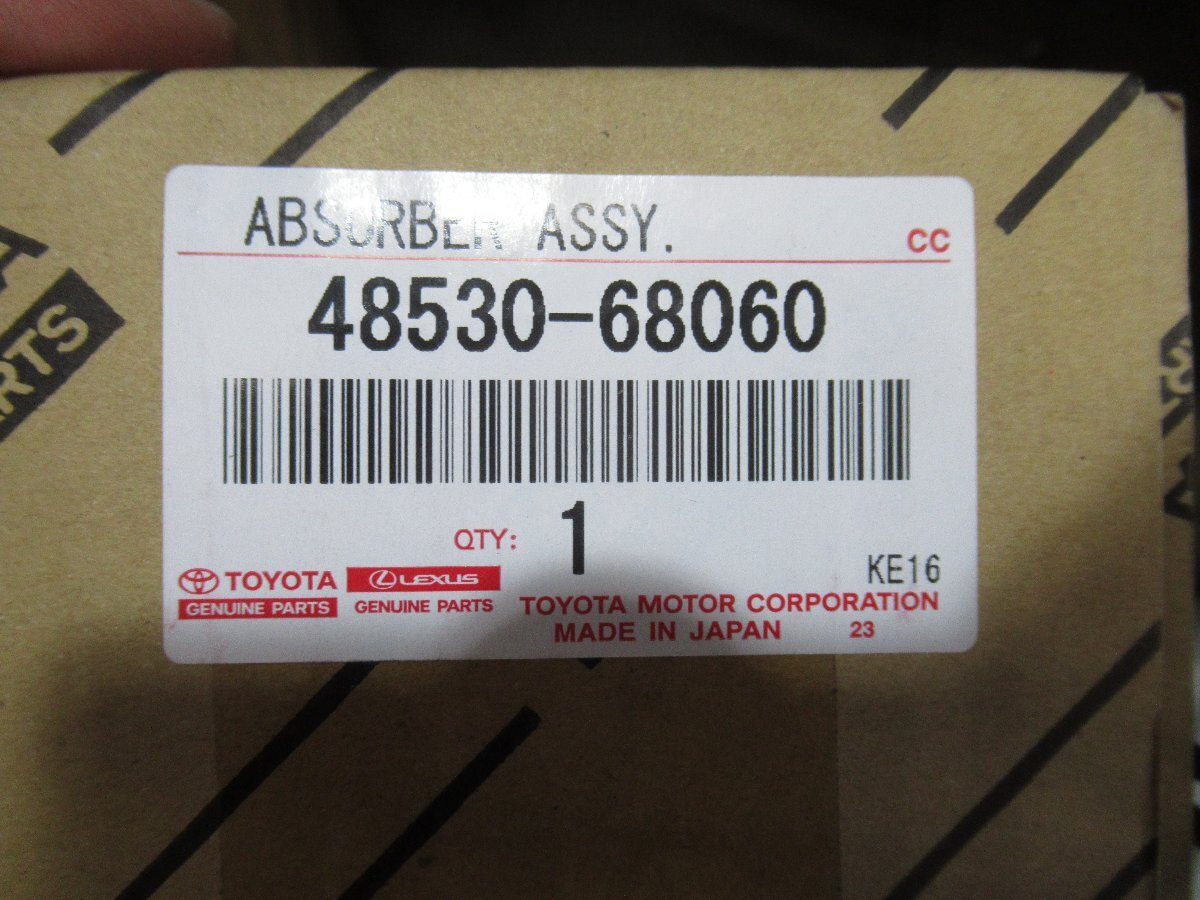 ABSORBER ASSY.
CC
48530-68060
QTY: 1
KE16
TOYOTA LEXUS
GENUINE PARTS GENUINE PARTS
TOYOTA MOTOR CORPORATION
MADE IN JAPAN 23
PARTS